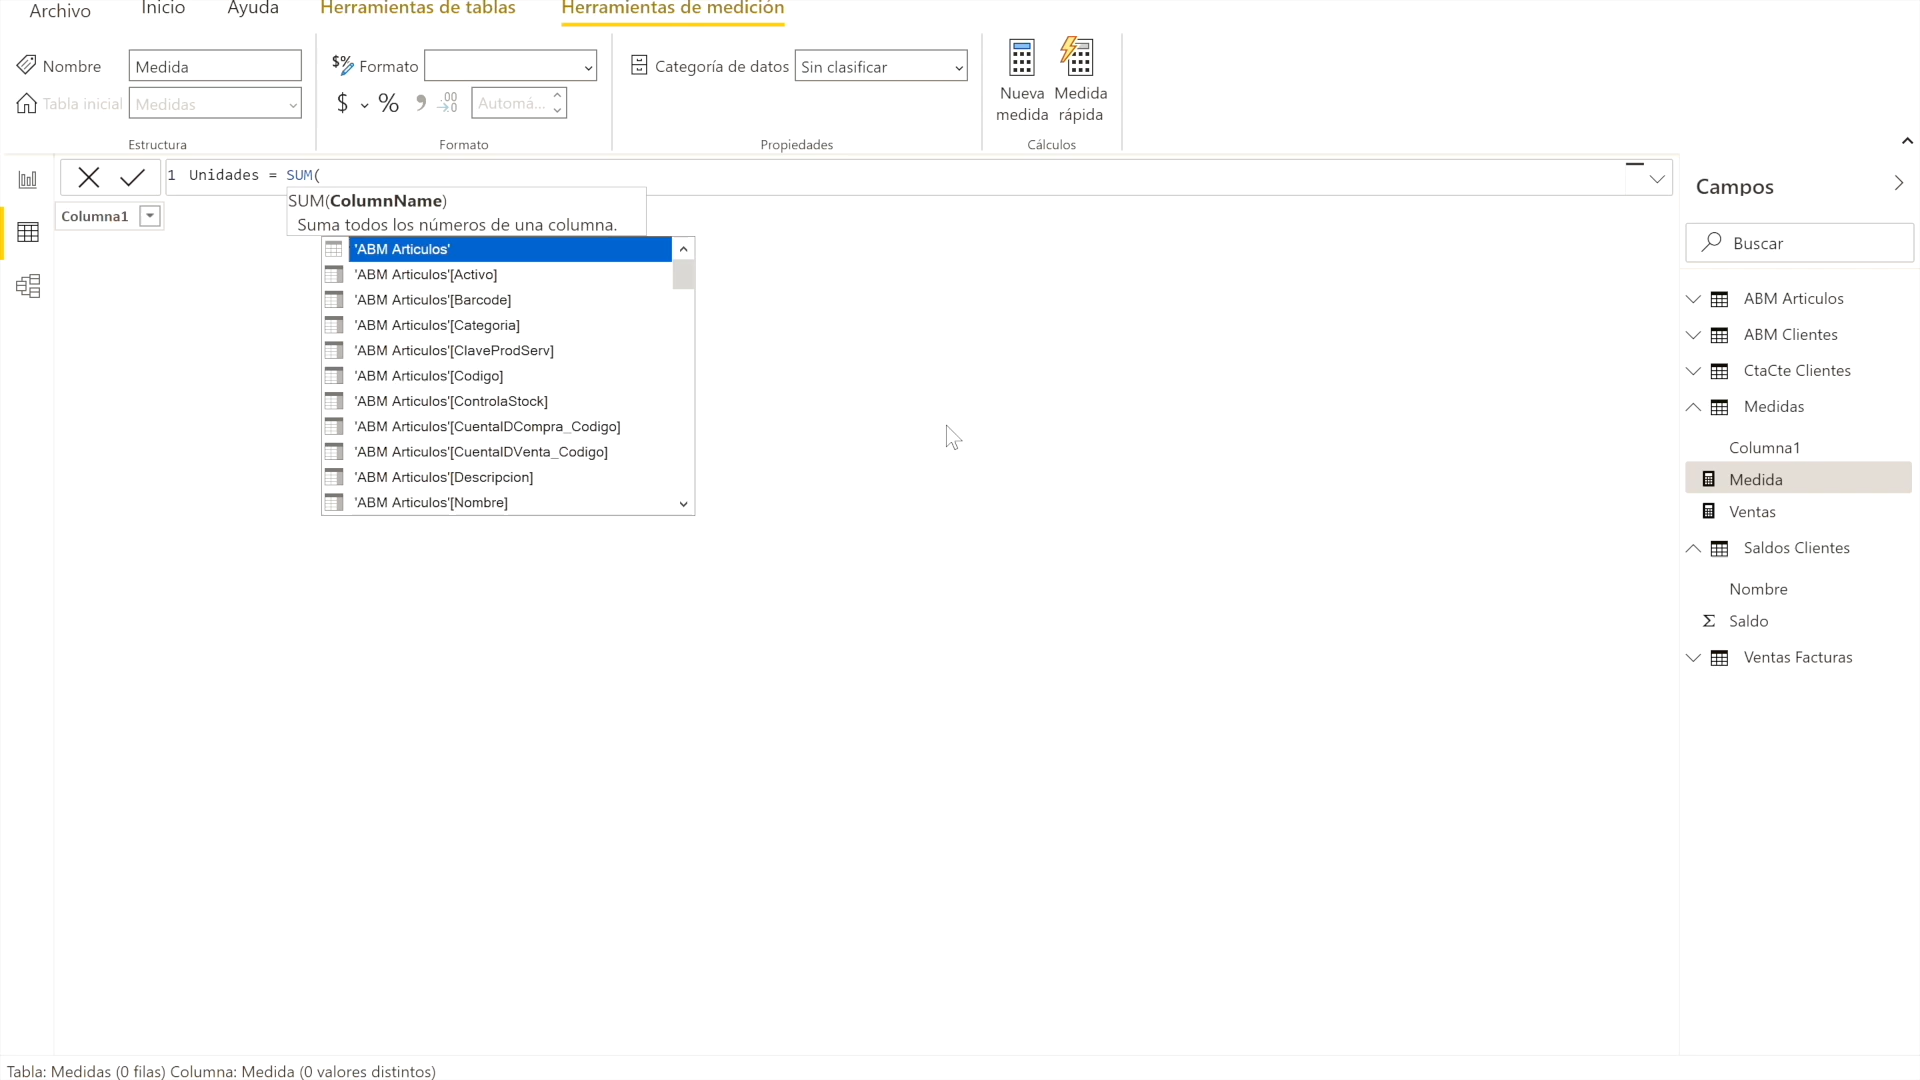 Archivo
Inicio
Ayuda
Herramientas de tablas
Herramientas de medición
Nombre
Medida
Tabla inicial
Medidas
Estructura
$% Formato
$ % 9 .00 →.0 Automá...
Formato
Categoría de datos
Sin clasificar
Propiedades
Nueva medida
Medida rápida
Cálculos
1 Unidades = SUM(
SUM(ColumnName)
Suma todos los números de una columna.
Columna1
'ABM Articulos'
'ABM Articulos'[Activo]
'ABM Articulos'[Barcode]
'ABM Articulos'[Categoria]
'ABM Articulos'[ClaveProdServ]
'ABM Articulos'[Codigo]
'ABM Articulos'[ControlaStock]
'ABM Articulos'[CuentaIDCompra_Codigo]
'ABM Articulos'[CuentaIDVenta_Codigo]
'ABM Articulos'[Descripcion]
'ABM Articulos'[Nombre]
Campos
Buscar
ABM Articulos
ABM Clientes
CtaCte Clientes
Medidas
Columna1
Medida
Ventas
Saldos Clientes
Nombre
Σ Saldo
Ventas Facturas
Tabla: Medidas (0 filas) Columna: Medida (0 valores distintos)